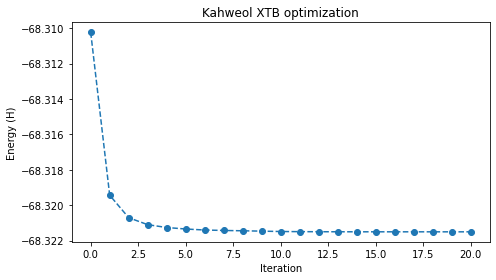 Kahweol XTB optimization
−68.310
−68.312
−68.314
−68.316
−68.318
−68.320
−68.322
Energy (H)
0.0 2.5 5.0 7.5 10.0 12.5 15.0 17.5 20.0
Iteration